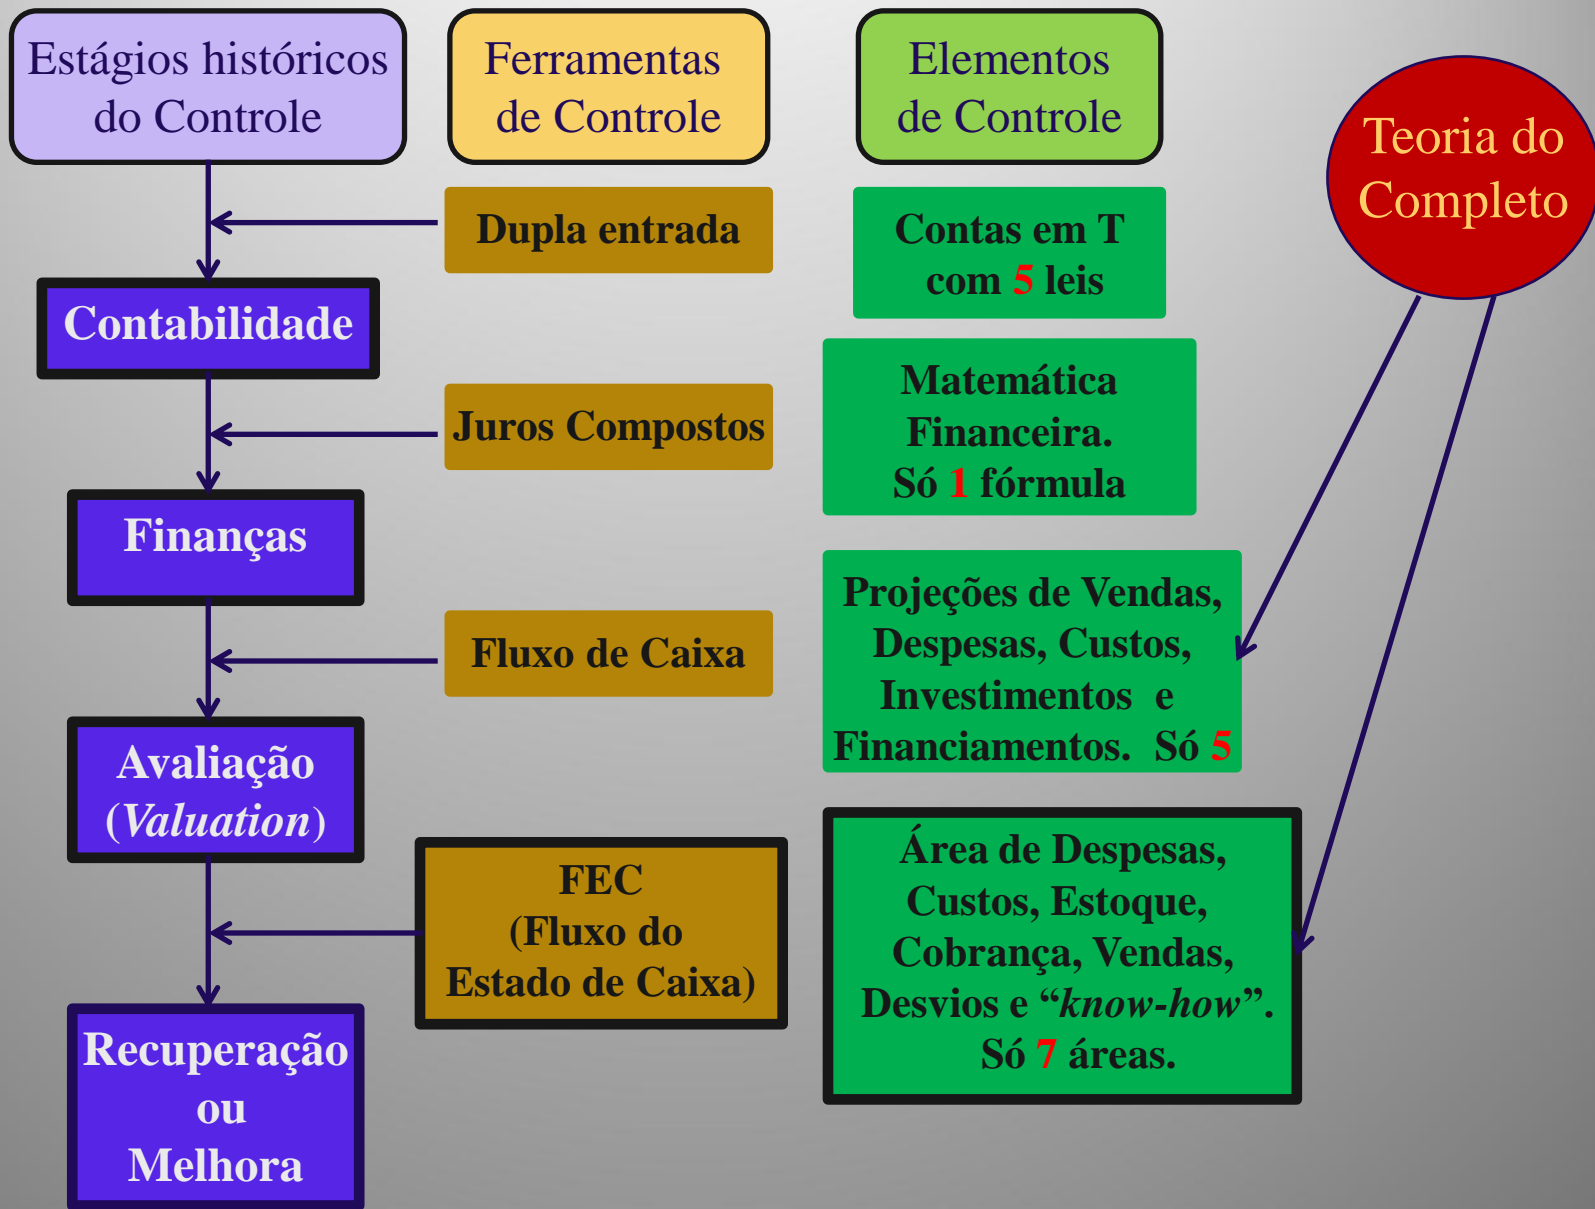 Estágios históricos
do Controle
Ferramentas
de Controle
Elementos
de Controle
Teoria do
Completo
Dupla entrada
Contas em T
com 5 leis
Contabilidade
Juros Compostos
Matemática
Financeira.
Só 1 fórmula
Finanças
Fluxo de Caixa
Projeções de Vendas,
Despesas, Custos,
Investimentos e
Financiamentos. Só 5
Avaliação
(Valuation)
FEC
(Fluxo do
Estado de Caixa)
Área de Despesas,
Custos, Estoque,
Cobrança, Vendas,
Desvios e “know-how”.
Só 7 áreas.
Recuperação
ou
Melhora